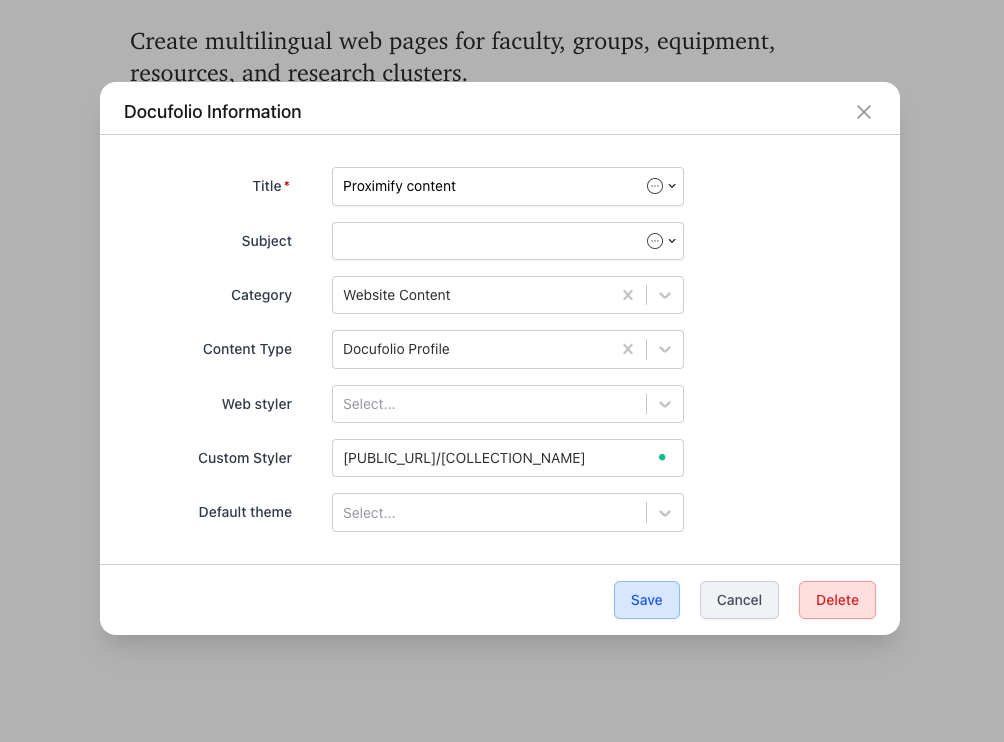 Create multilingual web pages for faculty, groups, equipment,
resources, and research clusters.
Docufolio Information
Title* Proximify content
Subject
Category Website Content
Content Type Docufolio Profile
Web styler Select...
Custom Styler [PUBLIC_URL]/[COLLECTION_NAME]
Default theme Select...
Save Cancel Delete